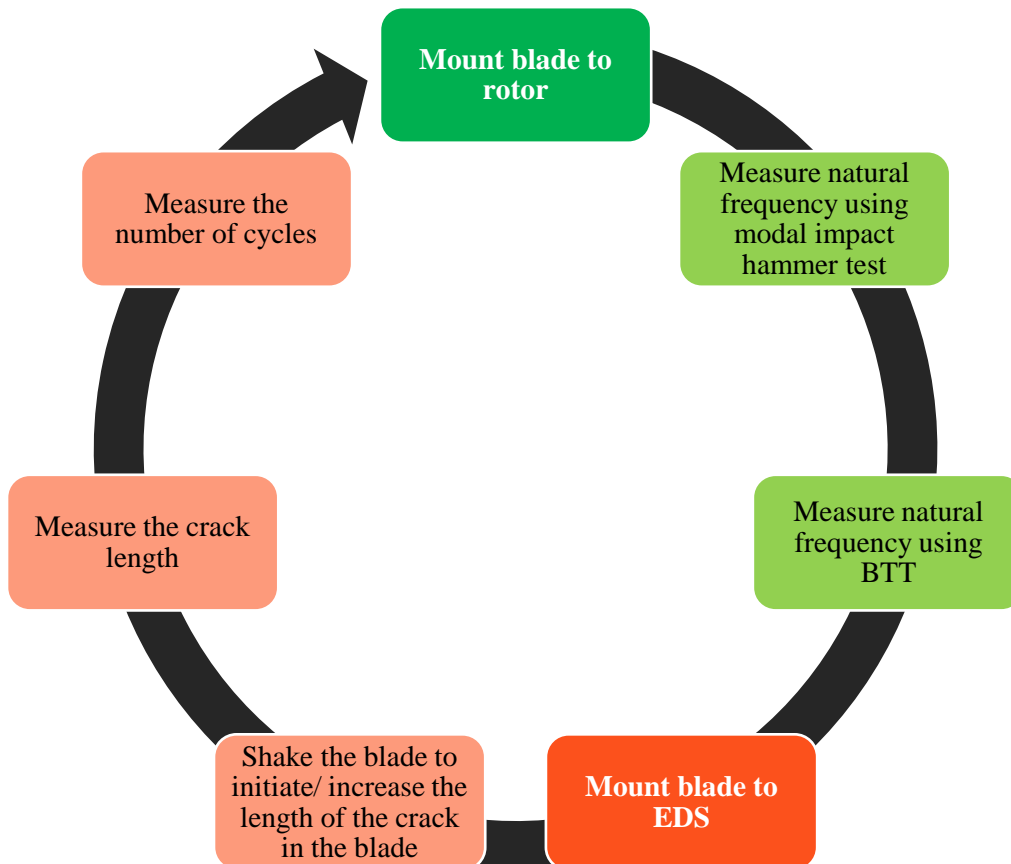 Mount blade to
rotor
Measure natural
frequency using
modal impact
hammer test
Measure natural
frequency using
BTT
Mount blade to
EDS
Shake the blade to
initiate/ increase the
length of the crack
in the blade
Measure the crack
length
Measure the
number of cycles